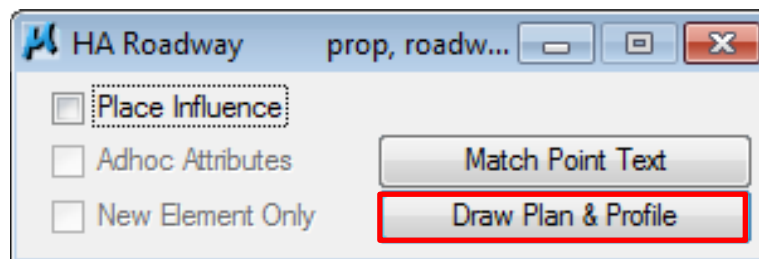 HA Roadway prop, roadw...
Place Influence
Adhoc Attributes Match Point Text
New Element Only Draw Plan & Profile